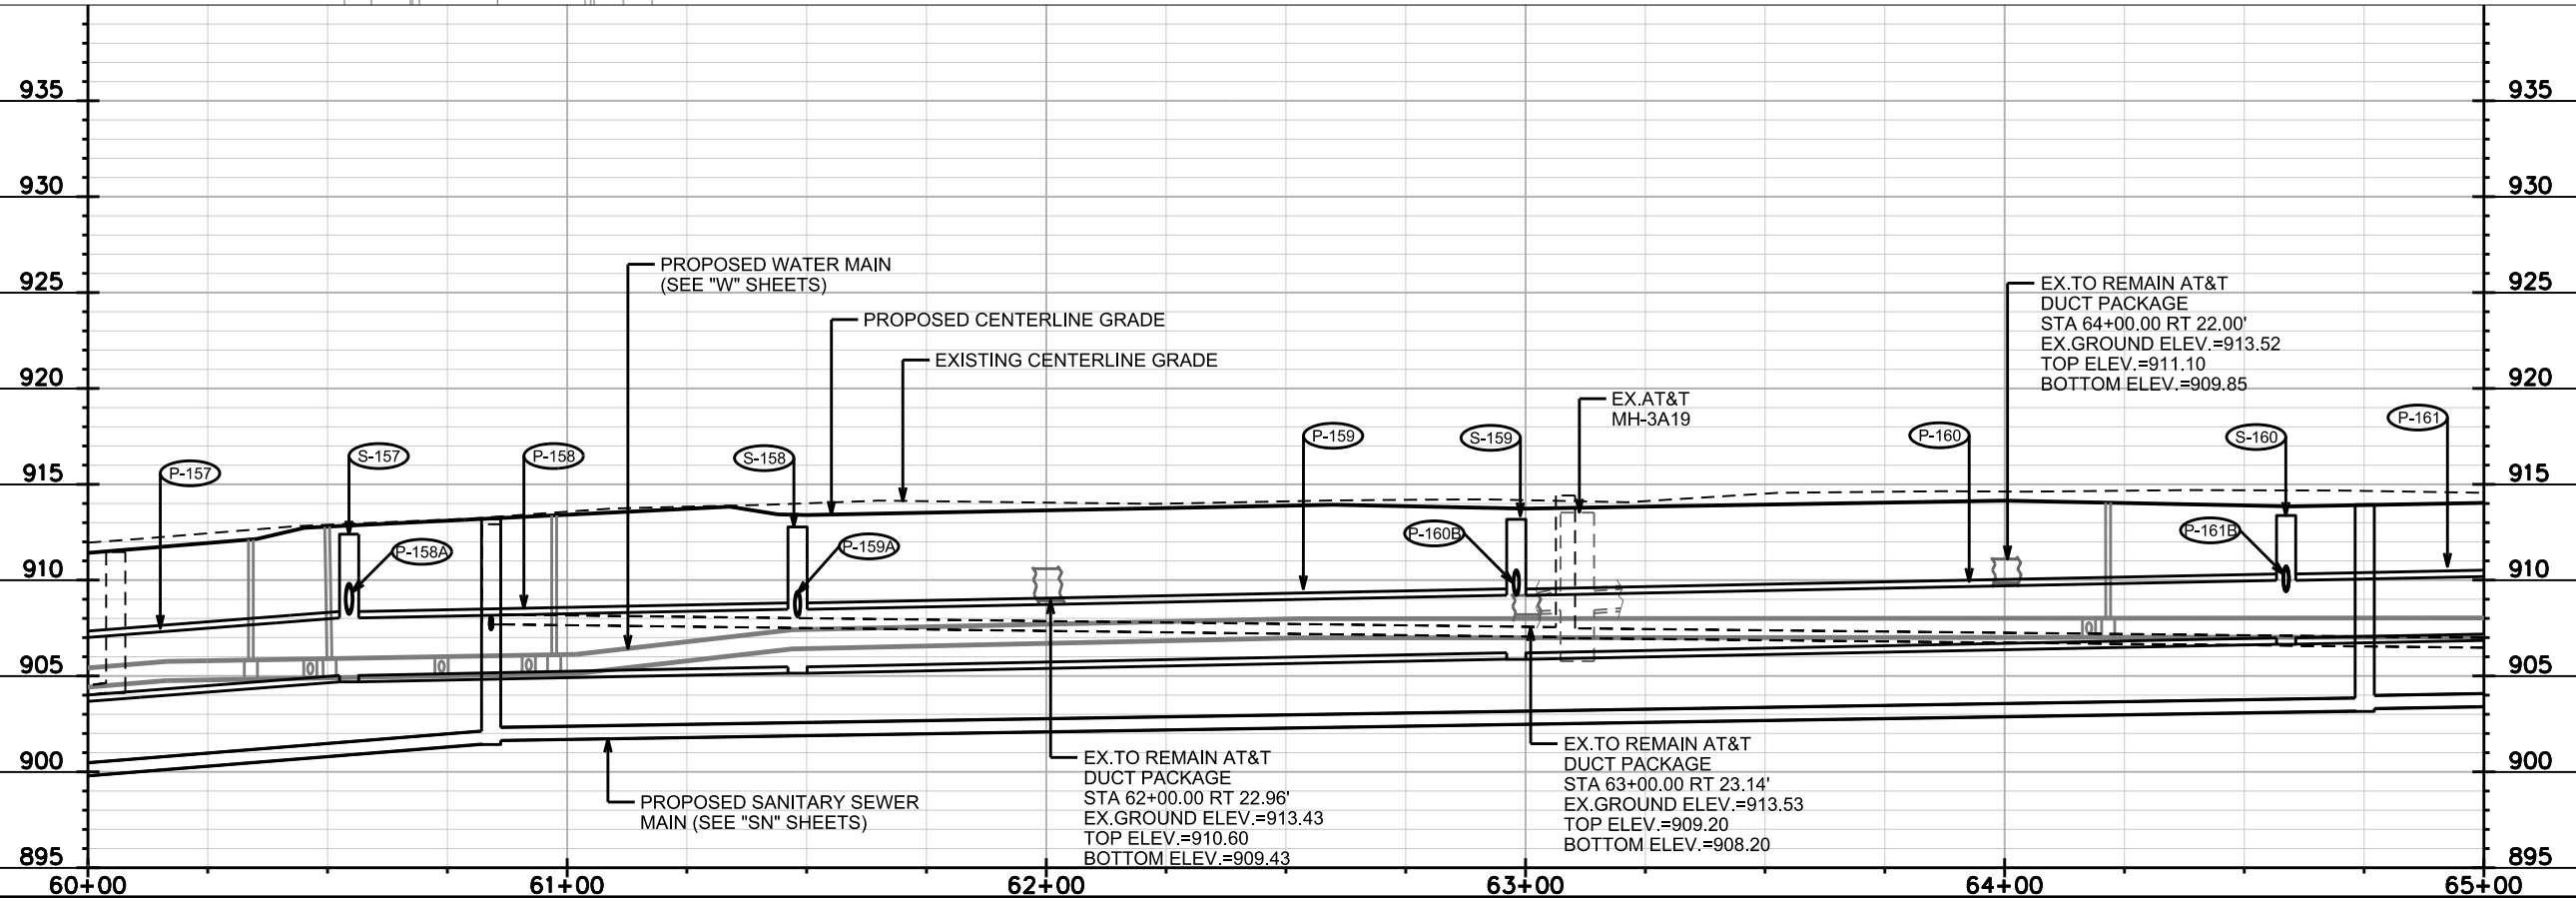 935
935
930
930
PROPOSED WATER MAIN
(SEE "W" SHEETS)
925
925
EX.TO REMAIN AT&T
DUCT PACKAGE
STA 64+00.00 RT 22.00'
EX.GROUND ELEV.=913.52
TOP ELEV.=911.10
BOTTOM ELEV.=909.85
PROPOSED CENTERLINE GRADE
EXISTING CENTERLINE GRADE
920
920
EX.AT&T
MH-3A19
P-157
S-157
P-158
S-158
P-159
S-159
P-160
S-160
P-161
915
915
P-158A
P-159A
P-160B
P-161B
910
910
905
905
900
900
EX.TO REMAIN AT&T
DUCT PACKAGE
STA 62+00.00 RT 22.96'
EX.GROUND ELEV.=913.43
TOP ELEV.=910.60
BOTTOM ELEV.=909.43
EX.TO REMAIN AT&T
DUCT PACKAGE
STA 63+00.00 RT 23.14'
EX.GROUND ELEV.=913.53
TOP ELEV.=909.20
BOTTOM ELEV.=908.20
PROPOSED SANITARY SEWER
MAIN (SEE "SN" SHEETS)
895
895
60+00
61+00
62+00
63+00
64+00
65+00